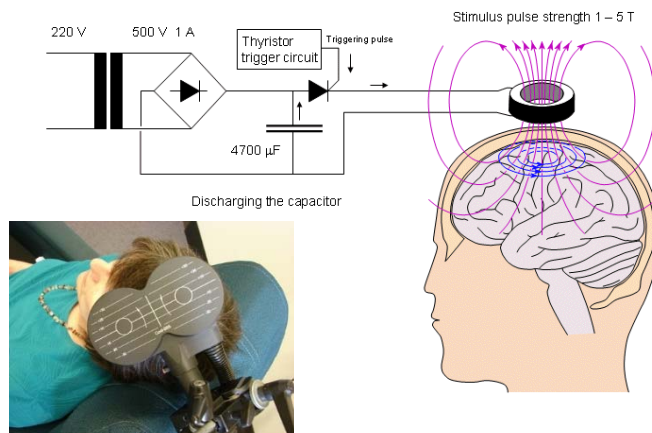 Stimulus pulse strength 1 – 5 T
220 V
500 V 1 A
Thyristor
trigger circuit
Triggering pulse
4700 µF
Discharging the capacitor